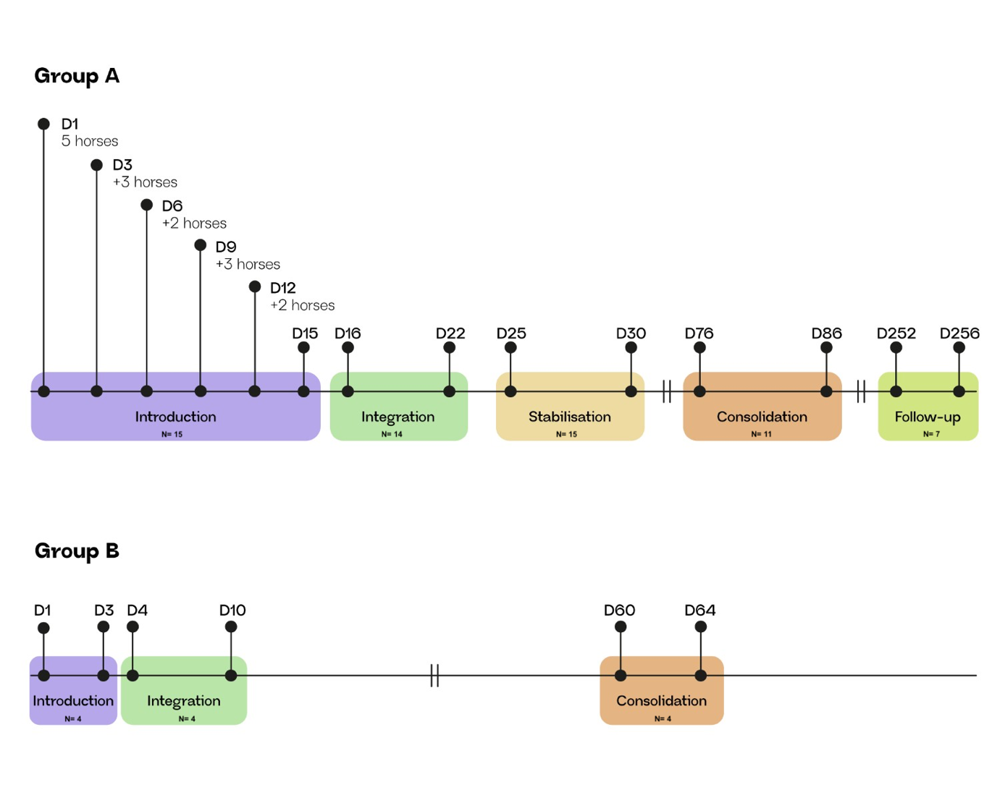 Group A
D1
5 horses
D3
+3 horses
D6
+2 horses
D9
+3 horses
D12
+2 horses
D15 D16 D22 D25 D30 D76 D86 D252 D256
Introduction Integration Stabilisation Consolidation Follow-up
N= 15 N= 14 N= 15 N= 11 N= 7
Group B
D1 D3 D4 D10 D60 D64
Introduction Integration Consolidation
N= 4 N= 4 N= 4